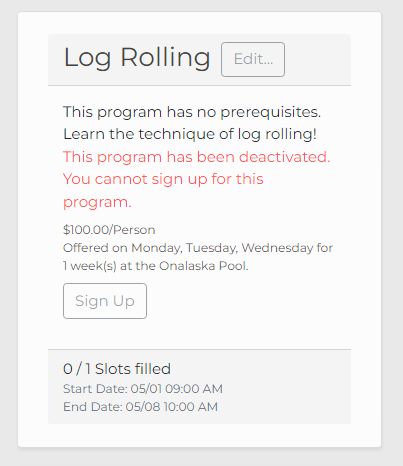 Log Rolling Edit...
This program has no prerequisites.
Learn the technique of log rolling!
This program has been deactivated.
You cannot sign up for this
program.
$100.00/Person
Offered on Monday, Tuesday, Wednesday for
1 week(s) at the Onalaska Pool.
Sign Up
0 / 1 Slots filled
Start Date: 05/01 09:00 AM
End Date: 05/08 10:00 AM